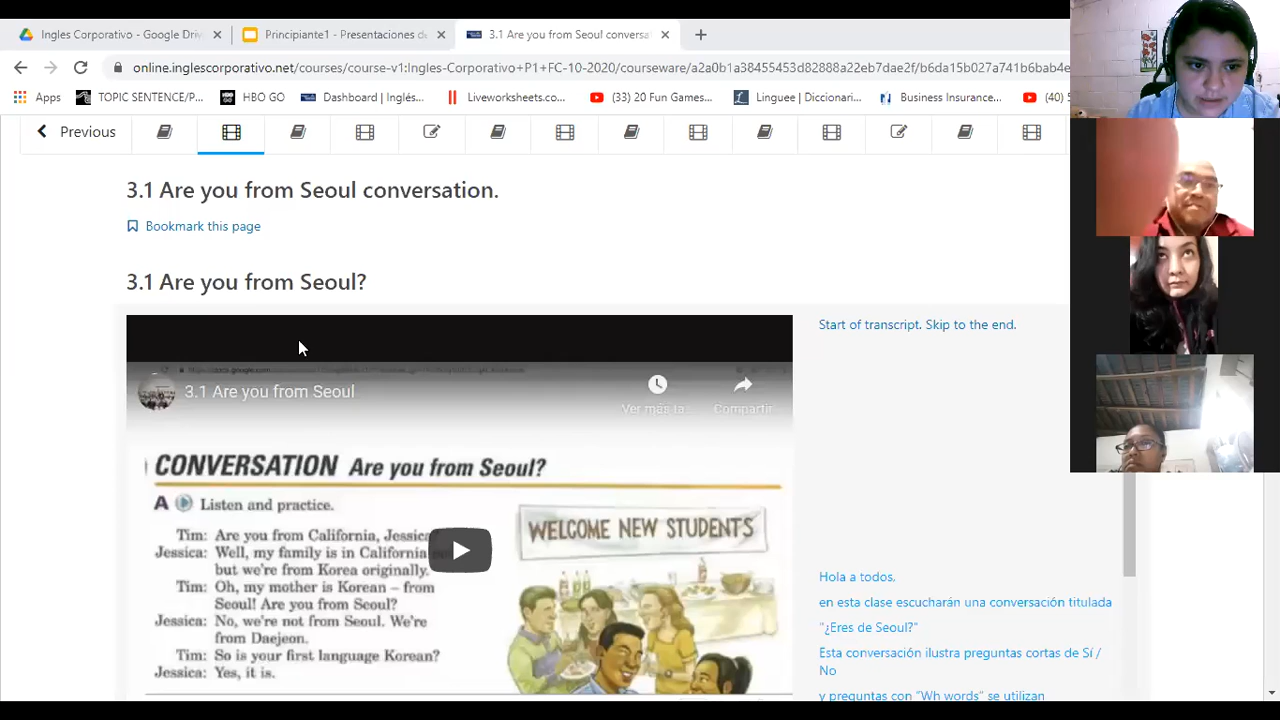 Ingles Corporativo - Google Driv
Presentaciones de
3.1 Are you from Seoul conversa
online.inglescorporativo.net/courses/course-v1:Ingles-Corporativo+P1+FC-10-2020/courseware/a2a0b1a38455453d82888a22eb7dae2f/b6da15b027a741b6bab4e
Apps
TOPIC SENTENCE/P...
HBO GO
Dashboard | Inglés...
Liveworksheets.co...
(33) 20 Fun Games...
Linguee | Diccionari...
Business Insurance...
(40) 5
Previous
3.1 Are you from Seoul conversation.
Bookmark this page
3.1 Are you from Seoul?
Start of transcript. Skip to the end.
3.1 Are you from Seoul
Ver más ta...
Compartir
CONVERSATION Are you from Seoul?
A Listen and practice.
WELCOME NEW STUDENTS
Tim: Are you from California, Jessica
Jessica: Well, my family is in California
but we're from Korea originally.
Tim: Oh, my mother is Korean – from
Seoul! Are you from Seoul?
Jessica: No, we're not from Seoul. We're
from Daejeon.
Tim: So is your first language Korean?
Jessica: Yes, it is.
Hola a todos,
en esta clase escucharán una conversación titulada
"¿Eres de Seoul?"
Esta conversación ilustra preguntas cortas de Sí /
No
y preguntas con "Wh words" se utilizan